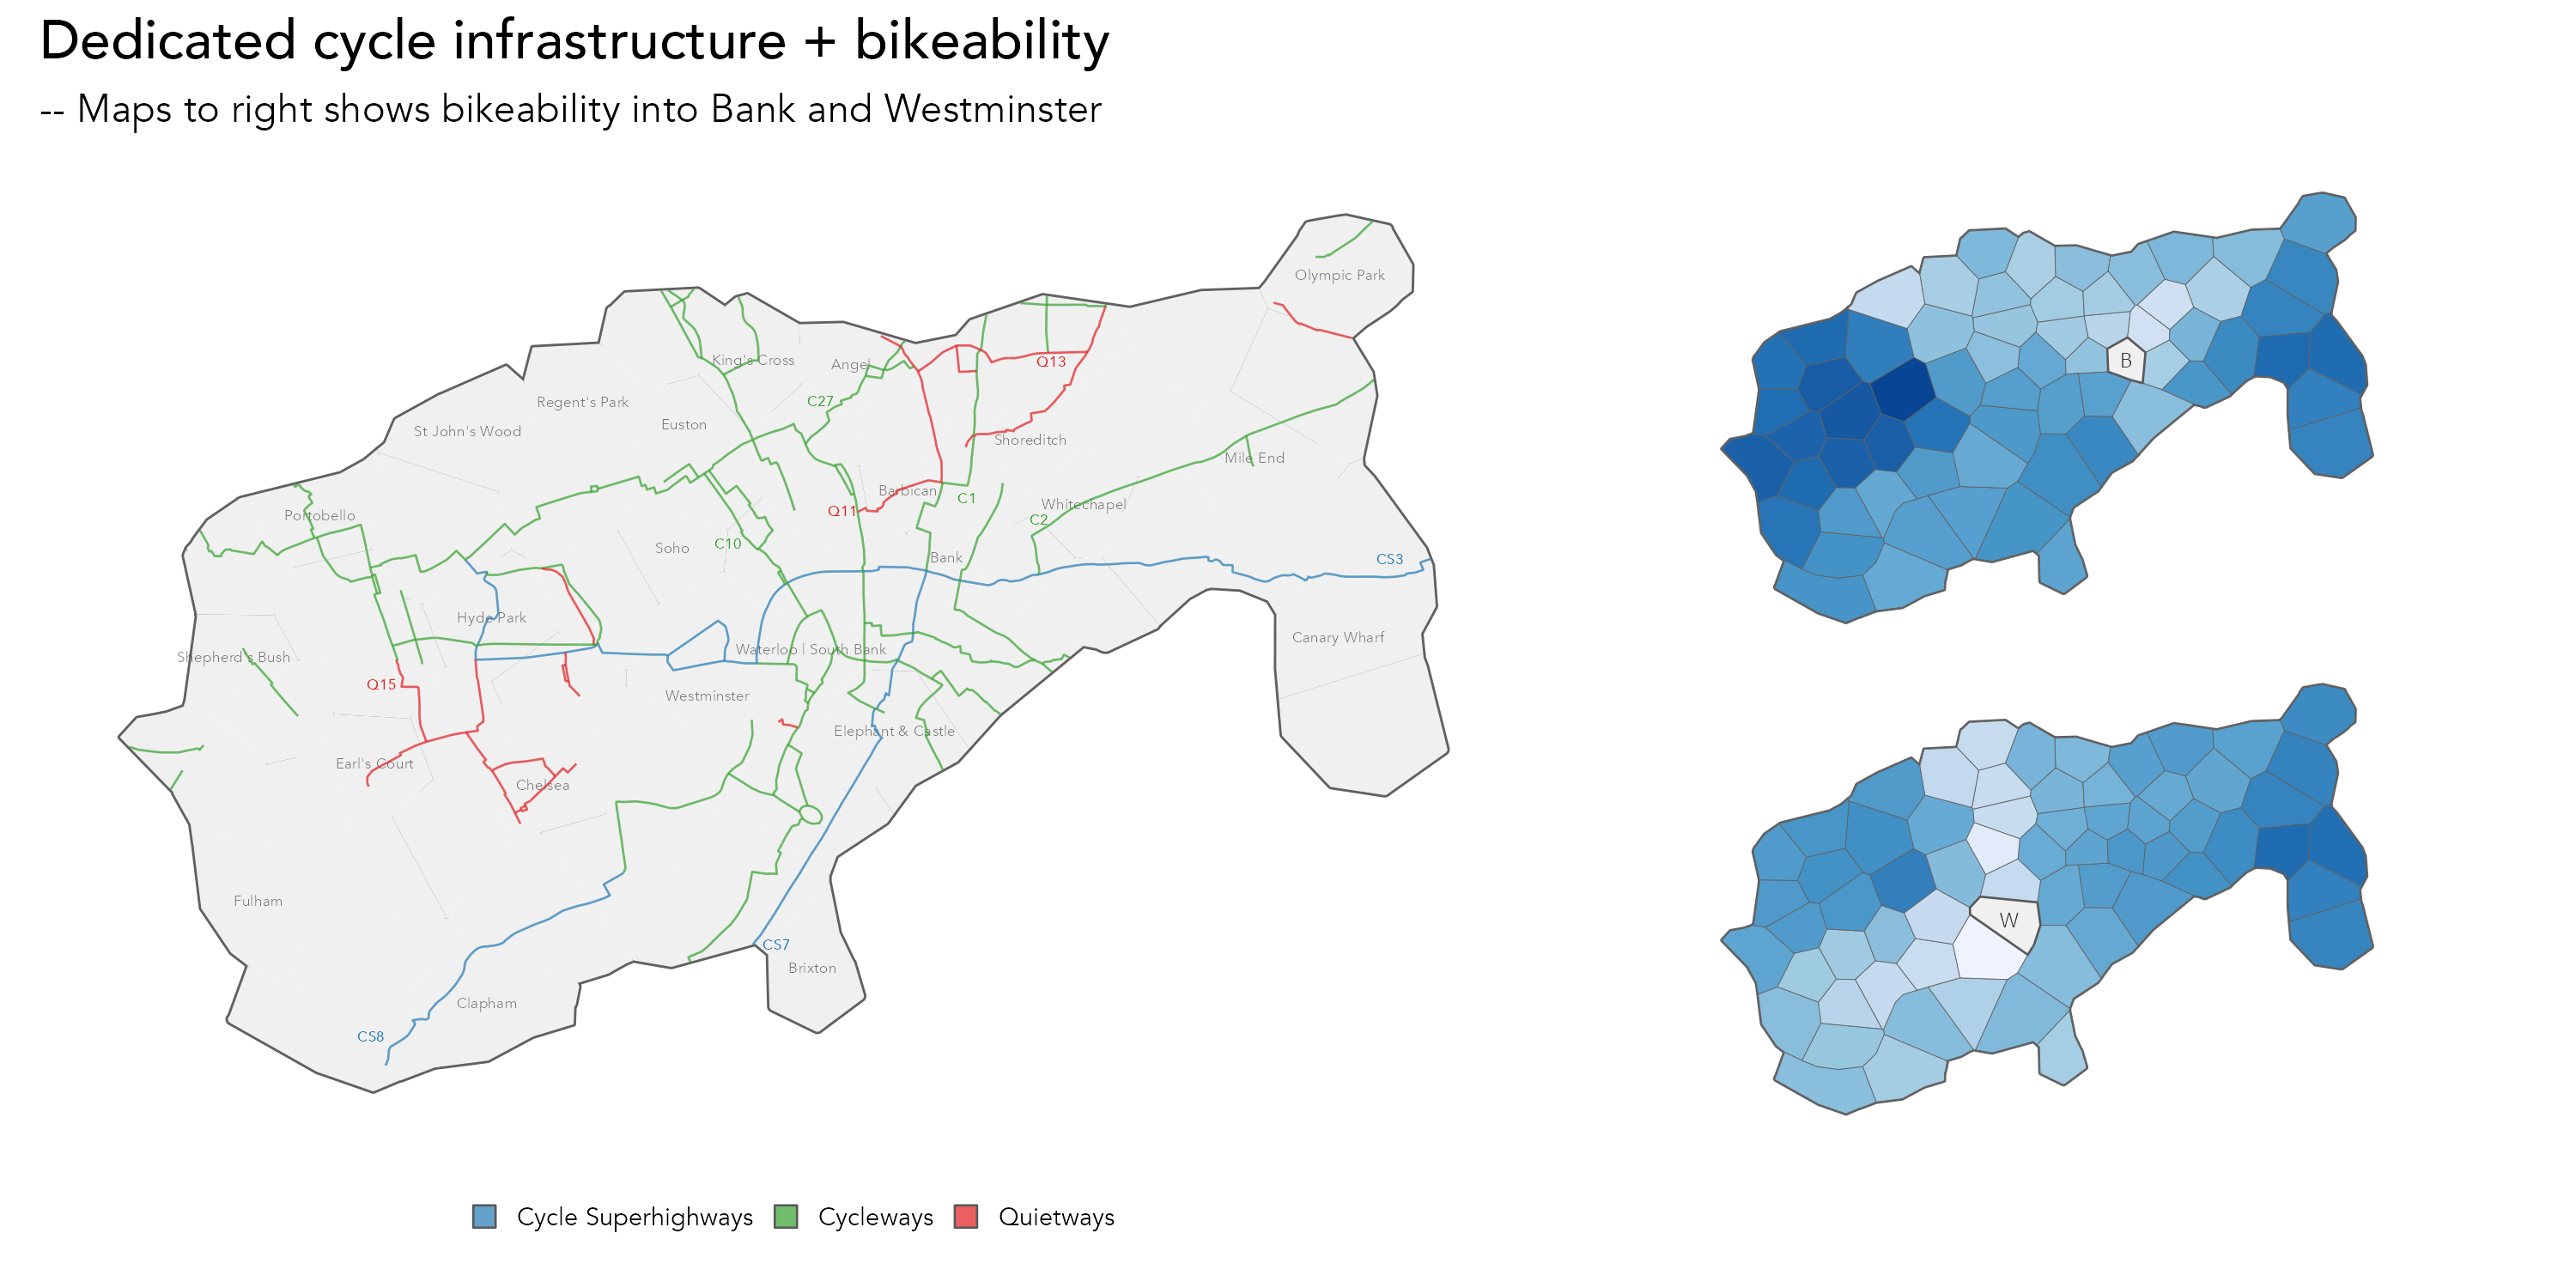 Dedicated cycle infrastructure + bikeability
-- Maps to right shows bikeability into Bank and Westminster
Olympic Park
King's Cross
Angel
Q13
Regent's Park
C27
St John's Wood
Euston
Shoreditch
Mile End
Barbican
C1
Whitechapel
Portobello
Q11
C2
Soho
C10
Bank
CS3
Hyde Park
Canary Wharf
Shepherd's Bush
Waterloo | South Bank
Q15
Westminster
Elephant & Castle
Earl's Court
Chelsea
Fulham
CS7
Brixton
Clapham
CS8
B
W
Cycle Superhighways
Cycleways
Quietways